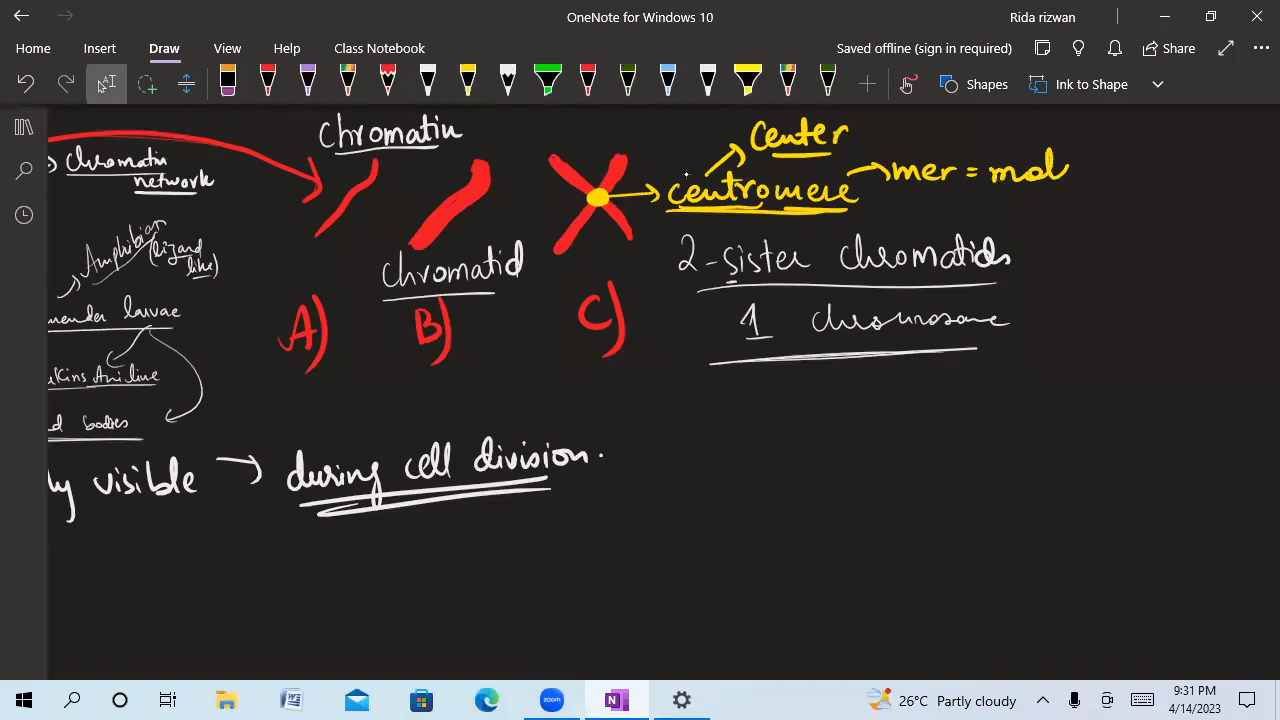 OneNote for Windows 10
Rida rizwan
Home Insert Draw View Help Class Notebook
Saved offline (sign in required)
Share
Shapes
Ink to Shape
chromatin
chromatin
network
center
centromere
mer = mol
Amphibian
(lizard
like)
chromatid
2-sister chromatids
larvae
A) B) C)
1 chromosome
Aniline
bodies
visible → during cell division.
26°C Partly cloudy
9:31 PM
4/14/2023